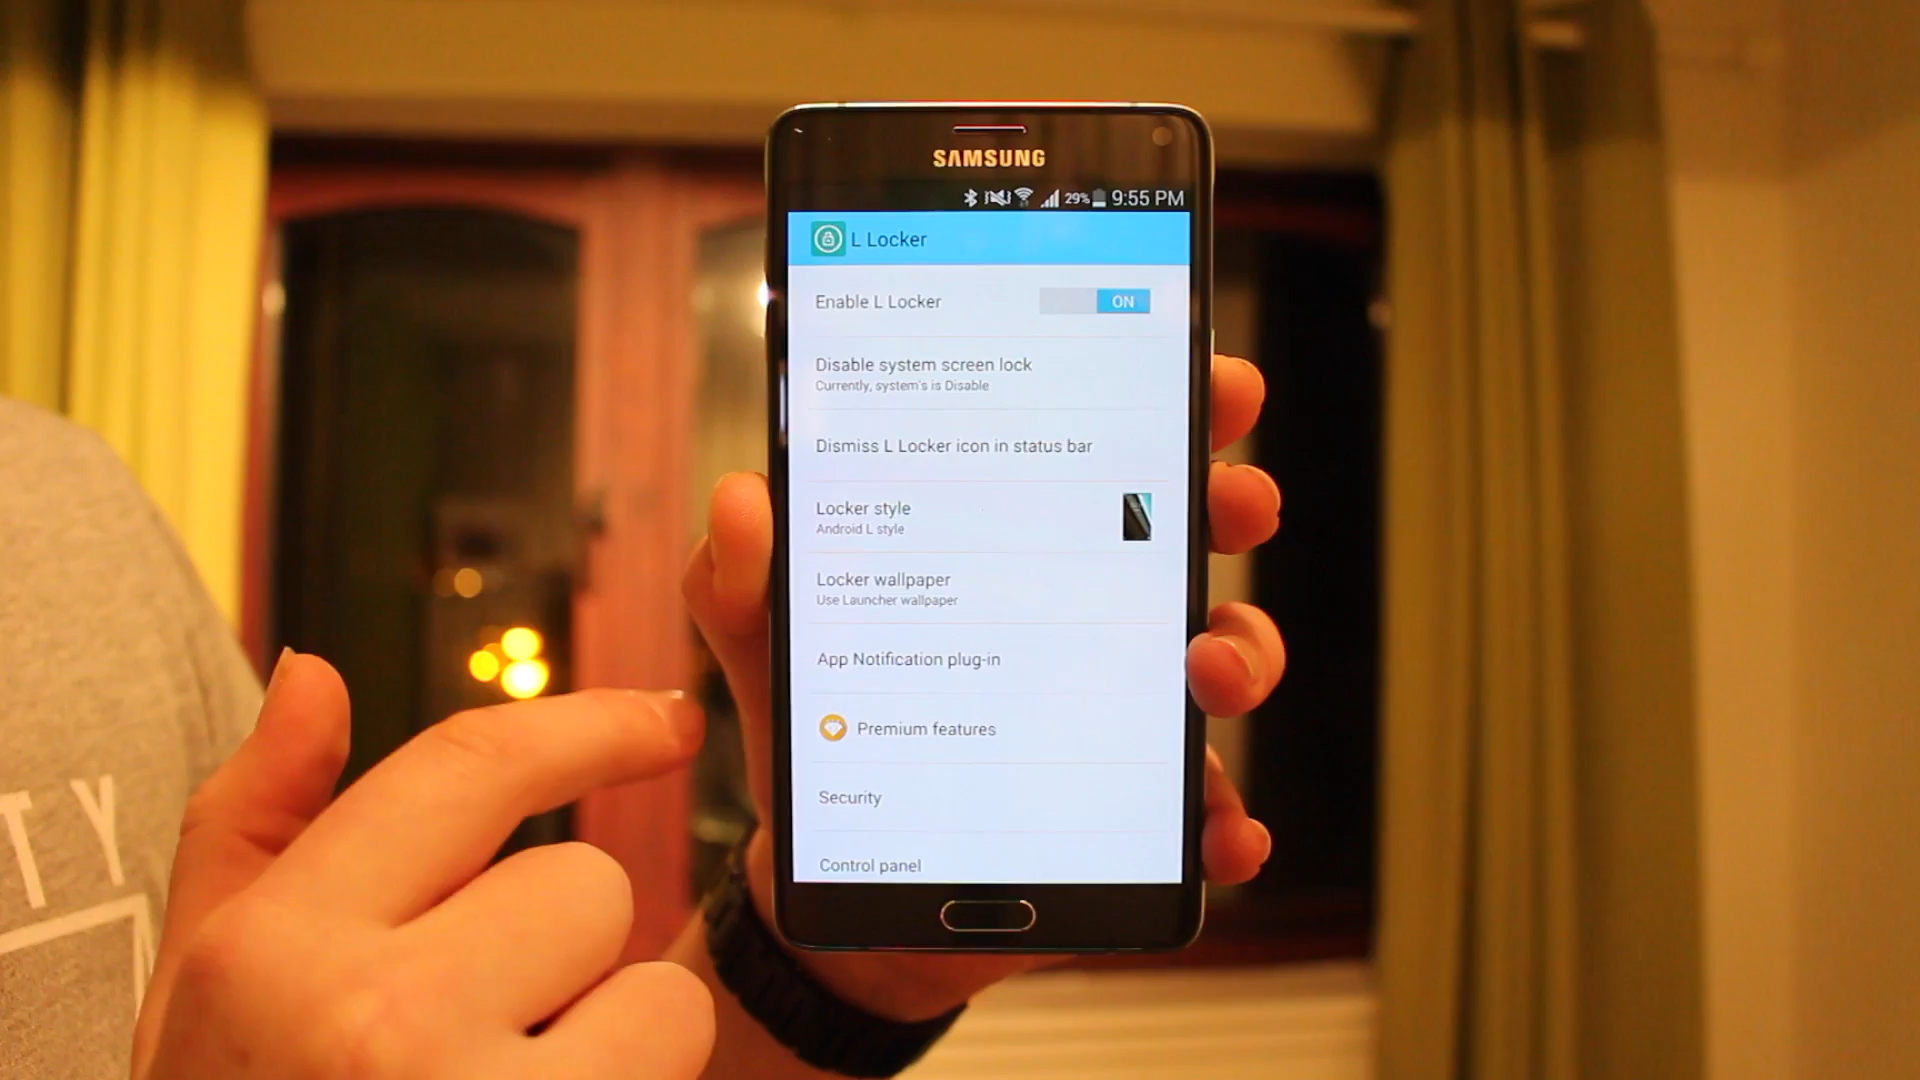 SAMSUNG
29% 9:55 PM
L Locker
Enable L Locker ON
Disable system screen lock
Currently, system's is Disable
Dismiss L Locker icon in status bar
Locker style
Android L style
Locker wallpaper
Use Launcher wallpaper
App Notification plug-in
Premium features
Security
Control panel
TY